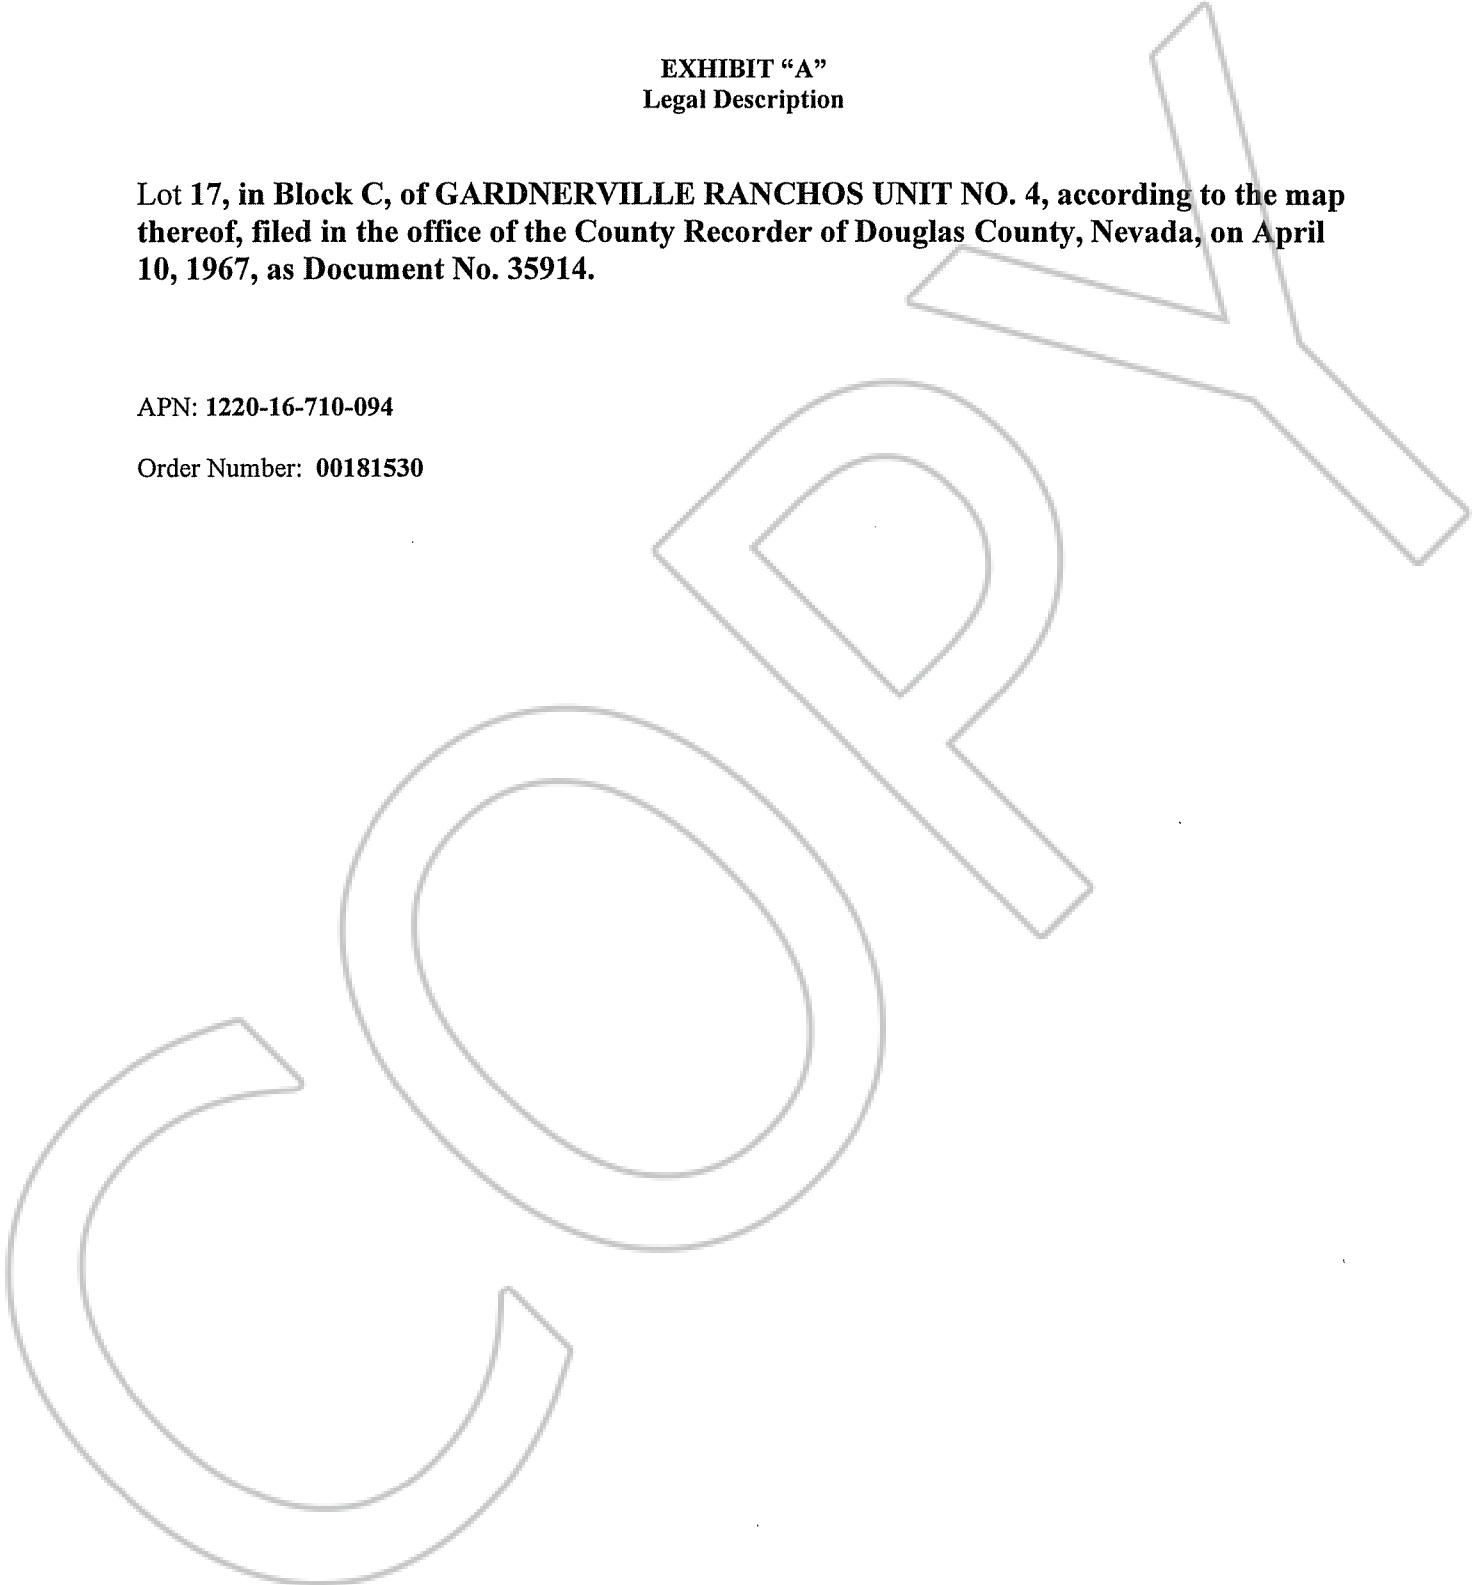 EXHIBIT “A”
Legal Description
Lot 17, in Block C, of GARDNERVILLE RANCHOS UNIT NO. 4, according to the map
thereof, filed in the office of the County Recorder of Douglas County, Nevada, on April
10, 1967, as Document No. 35914.
APN: 1220-16-710-094
Order Number: 00181530
COPY